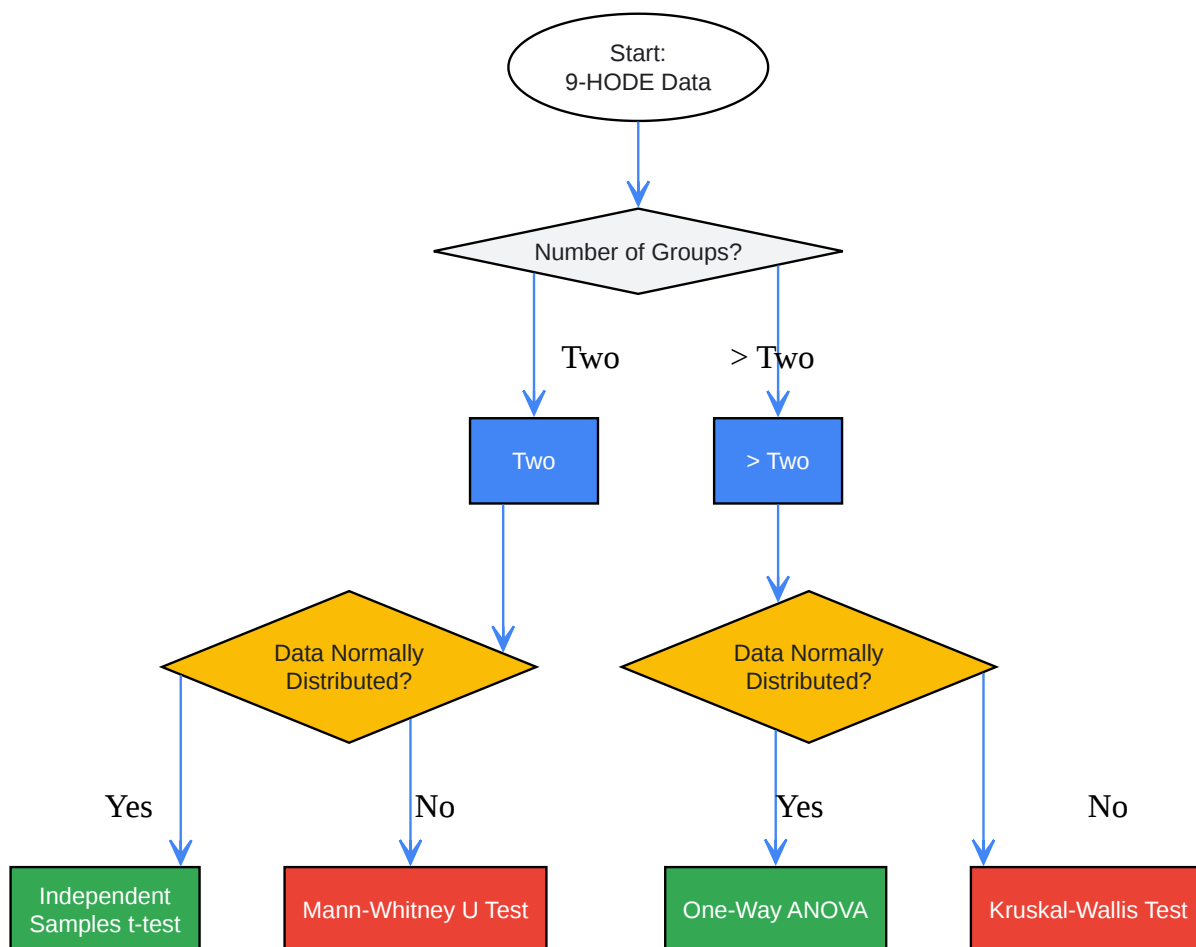 Start:
9-HODE Data
Number of Groups?
Two
> Two
Two
> Two
Data Normally
Distributed?
Data Normally
Distributed?
Yes
No
Yes
No
Independent
Samples t-test
Mann-Whitney U Test
One-Way ANOVA
Kruskal-Wallis Test